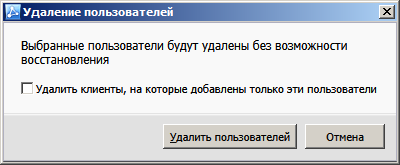 Удаление пользователей
Выбранные пользователи будут удалены без возможности
восстановления
Удалить клиенты, на которые добавлены только эти пользователи
Удалить пользователей
Отмена